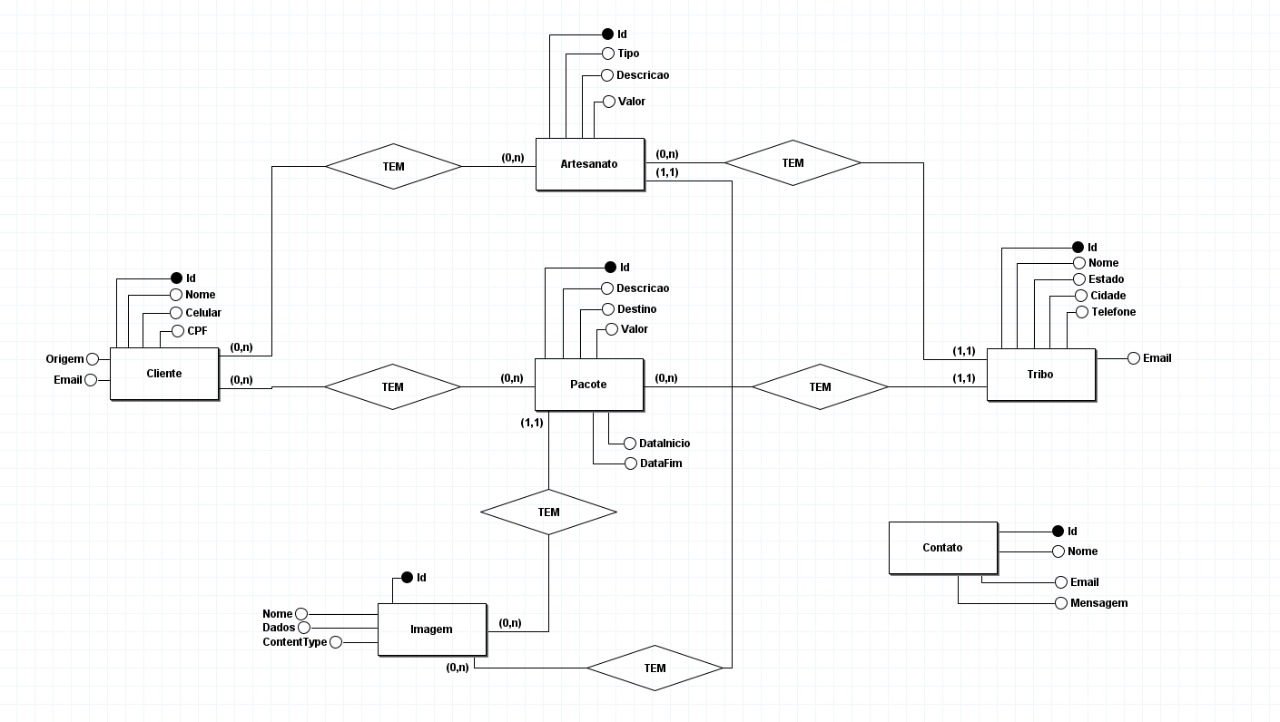 Id
Tipo
Descricao
Valor
TEM
(0,n)
Artesanato
(0,n)
(1,1)
TEM
Id
Nome
Celular
CPF
Origem
Email
Cliente
(0,n)
(0,n)
TEM
(0,n)
Id
Descricao
Destino
Valor
Pacote
(0,n)
(1,1)
DataInicio
DataFim
TEM
(1,1)
(1,1)
Id
Nome
Estado
Cidade
Telefone
Email
Tribo
TEM
Contato
Id
Nome
Email
Mensagem
Id
Nome
Dados
ContentType
Imagem
(0,n)
(0,n)
TEM